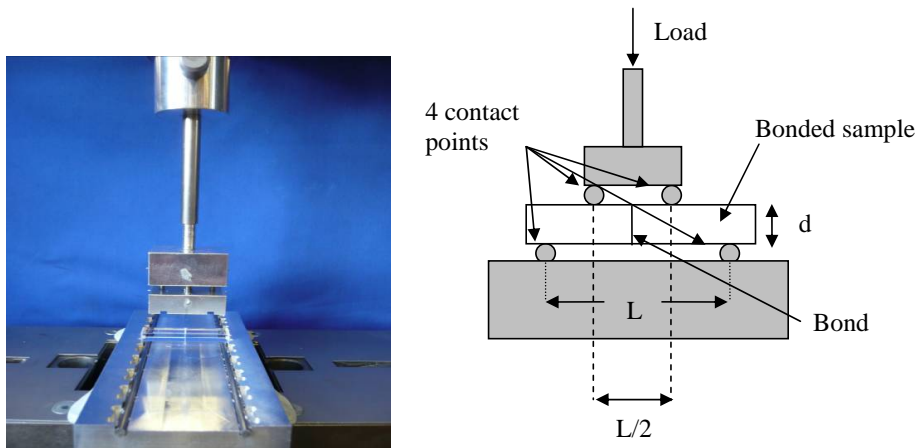 Load
4 contact
points
Bonded sample
d
L
Bond
L/2